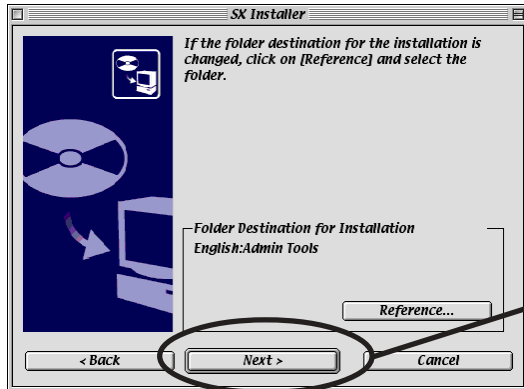 SX Installer
If the folder destination for the installation is
changed, click on [Reference] and select the
folder.
Folder Destination for Installation
English:Admin Tools
Reference...
< Back
Next >
Cancel